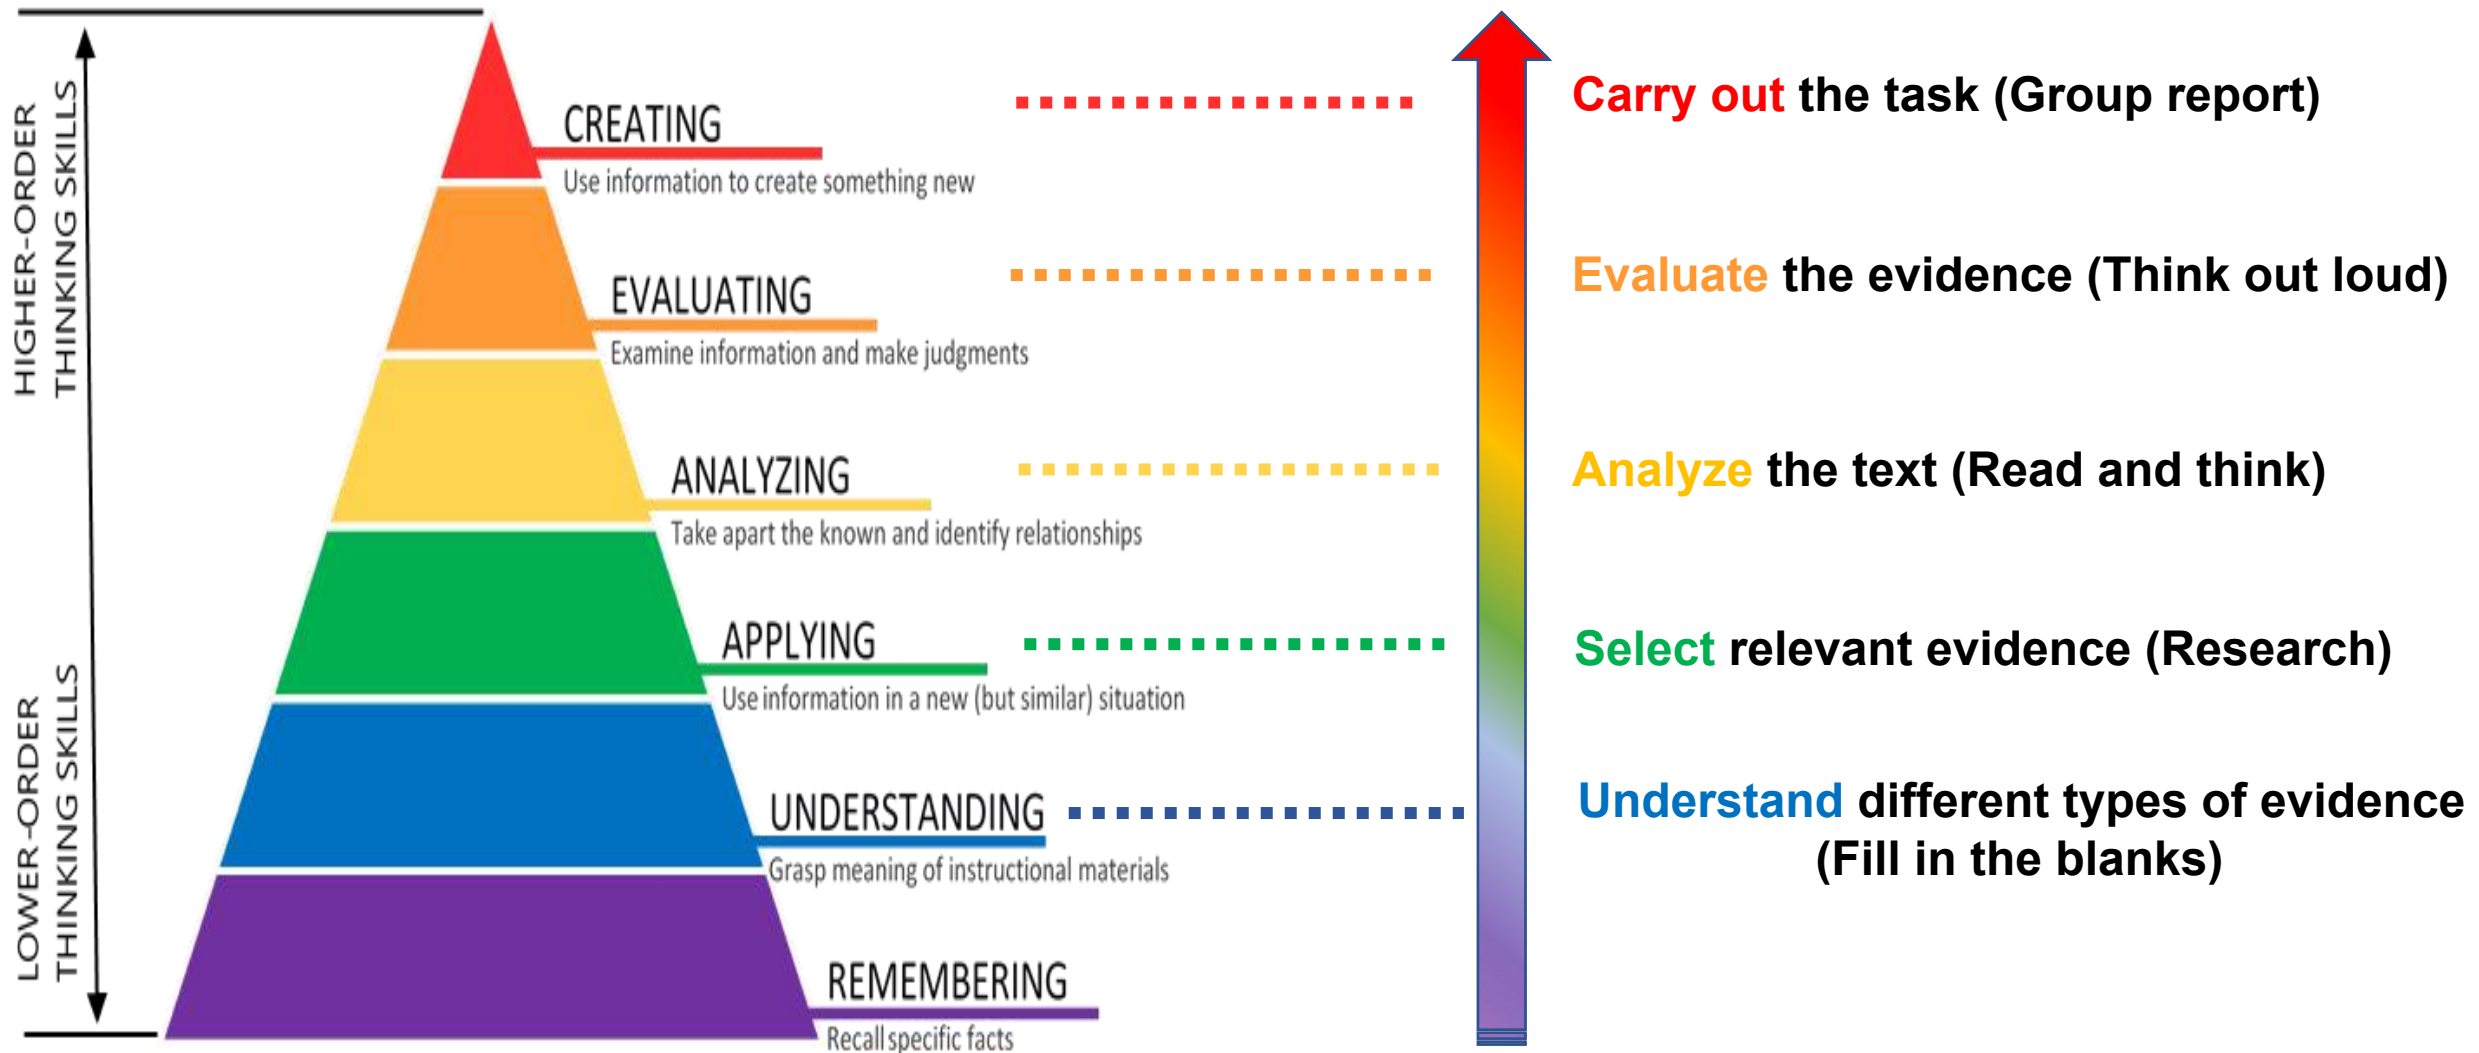 HIGHER-ORDER
THINKING SKILLS
LOWER-ORDER
THINKING SKILLS
CREATING
Use information to create something new
EVALUATING
Examine information and make judgments
ANALYZING
Take apart the known and identify relationships
APPLYING
Use information in a new (but similar) situation
UNDERSTANDING
Grasp meaning of instructional materials
REMEMBERING
Recall specific facts
Carry out the task (Group report)
Evaluate the evidence (Think out loud)
Analyze the text (Read and think)
Select relevant evidence (Research)
Understand different types of evidence
(Fill in the blanks)